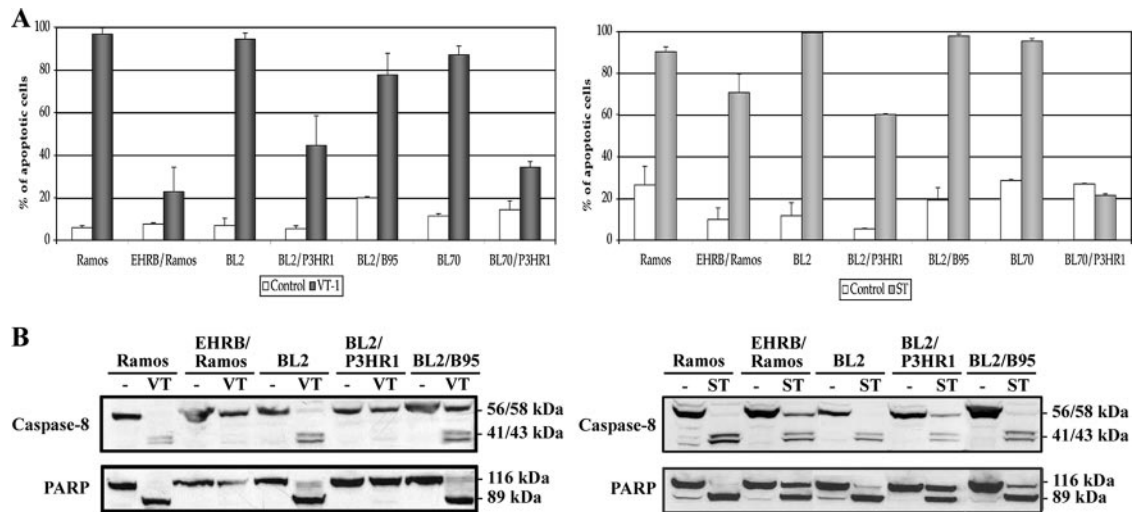 A
% of apoptotic cells
100
80
60
40
20
0
Ramos EHRB/Ramos BL2 BL2/P3HR1 BL2/B95 BL70 BL70/P3HR1
Control VT-1
% of apoptotic cells
100
80
60
40
20
0
Ramos EHRB/Ramos BL2 BL2/P3HR1 BL2/B95 BL70 BL70/P3HR1
Control ST
B
Ramos EHRB/ Ramos BL2 BL2/ P3HR1 BL2/B95
- VT - VT - VT - VT - VT
Caspase-8
56/58 kDa
41/43 kDa
PARP
116 kDa
89 kDa
Ramos EHRB/ Ramos BL2 BL2/ P3HR1 BL2/B95
- ST - ST - ST - ST - ST
Caspase-8
56/58 kDa
41/43 kDa
PARP
116 kDa
89 kDa